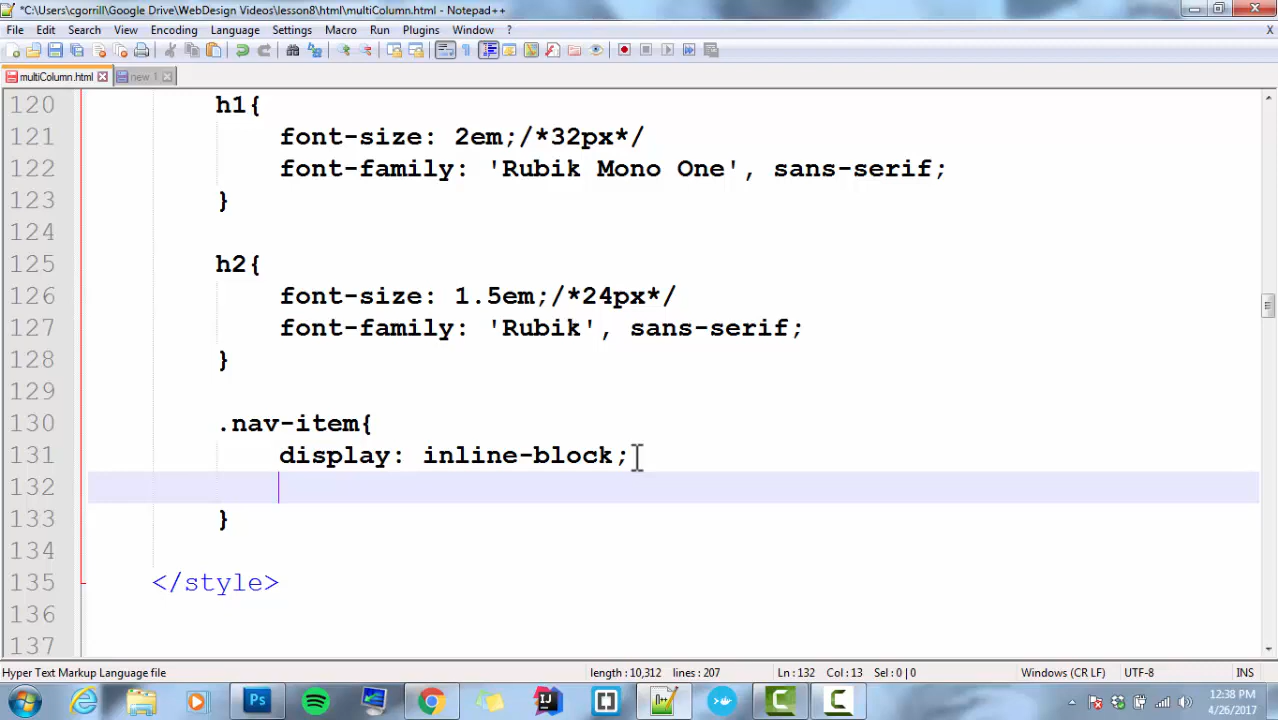 *C:\Users\cgorrill\Google Drive\WebDesign Videos\lesson8\html\multiColumn.html - Notepad++
File Edit Search View Encoding Language Settings Macro Run Plugins Window ? X
multiColumn.html new 1
120 h1{
121 font-size: 2em;/*32px*/
122 font-family: 'Rubik Mono One', sans-serif;
123 }
124
125 h2{
126 font-size: 1.5em;/*24px*/
127 font-family: 'Rubik', sans-serif;
128 }
129
130 .nav-item{
131 display: inline-block;
132
133 }
134
135 </style>
136
137
Hyper Text Markup Language file length : 10,312 lines : 207 Ln : 132 Col : 13 Sel : 0 | 0 Windows (CR LF) UTF-8 INS
12:38 PM
4/26/2017